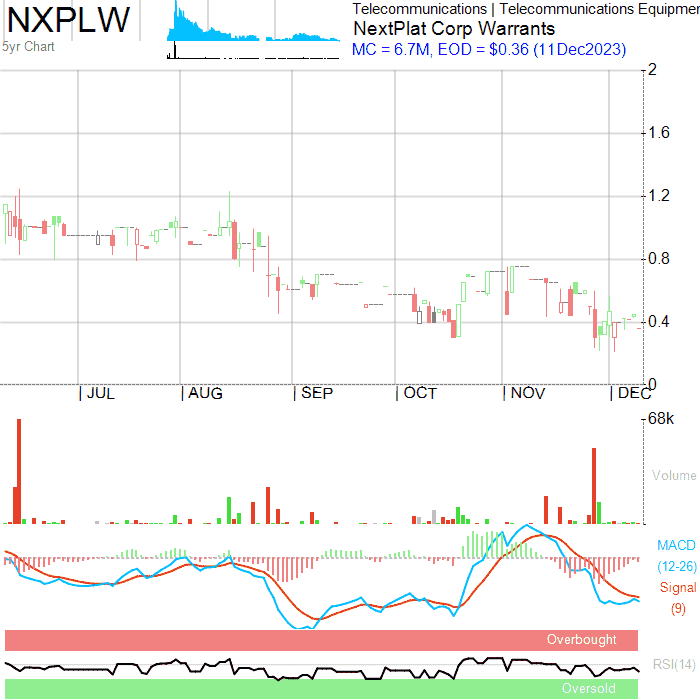 NXPLW
5yr Chart
Telecommunications | Telecommunications Equipmen
NextPlat Corp Warrants
MC = 6.7M, EOD = $0.36 (11Dec2023)
2
1.6
1.2
0.8
0.4
0
| JUL | AUG | SEP | OCT | NOV | DEC
68k
Volume
MACD
(12-26)
Signal
(9)
Overbought
RSI(14)
Oversold